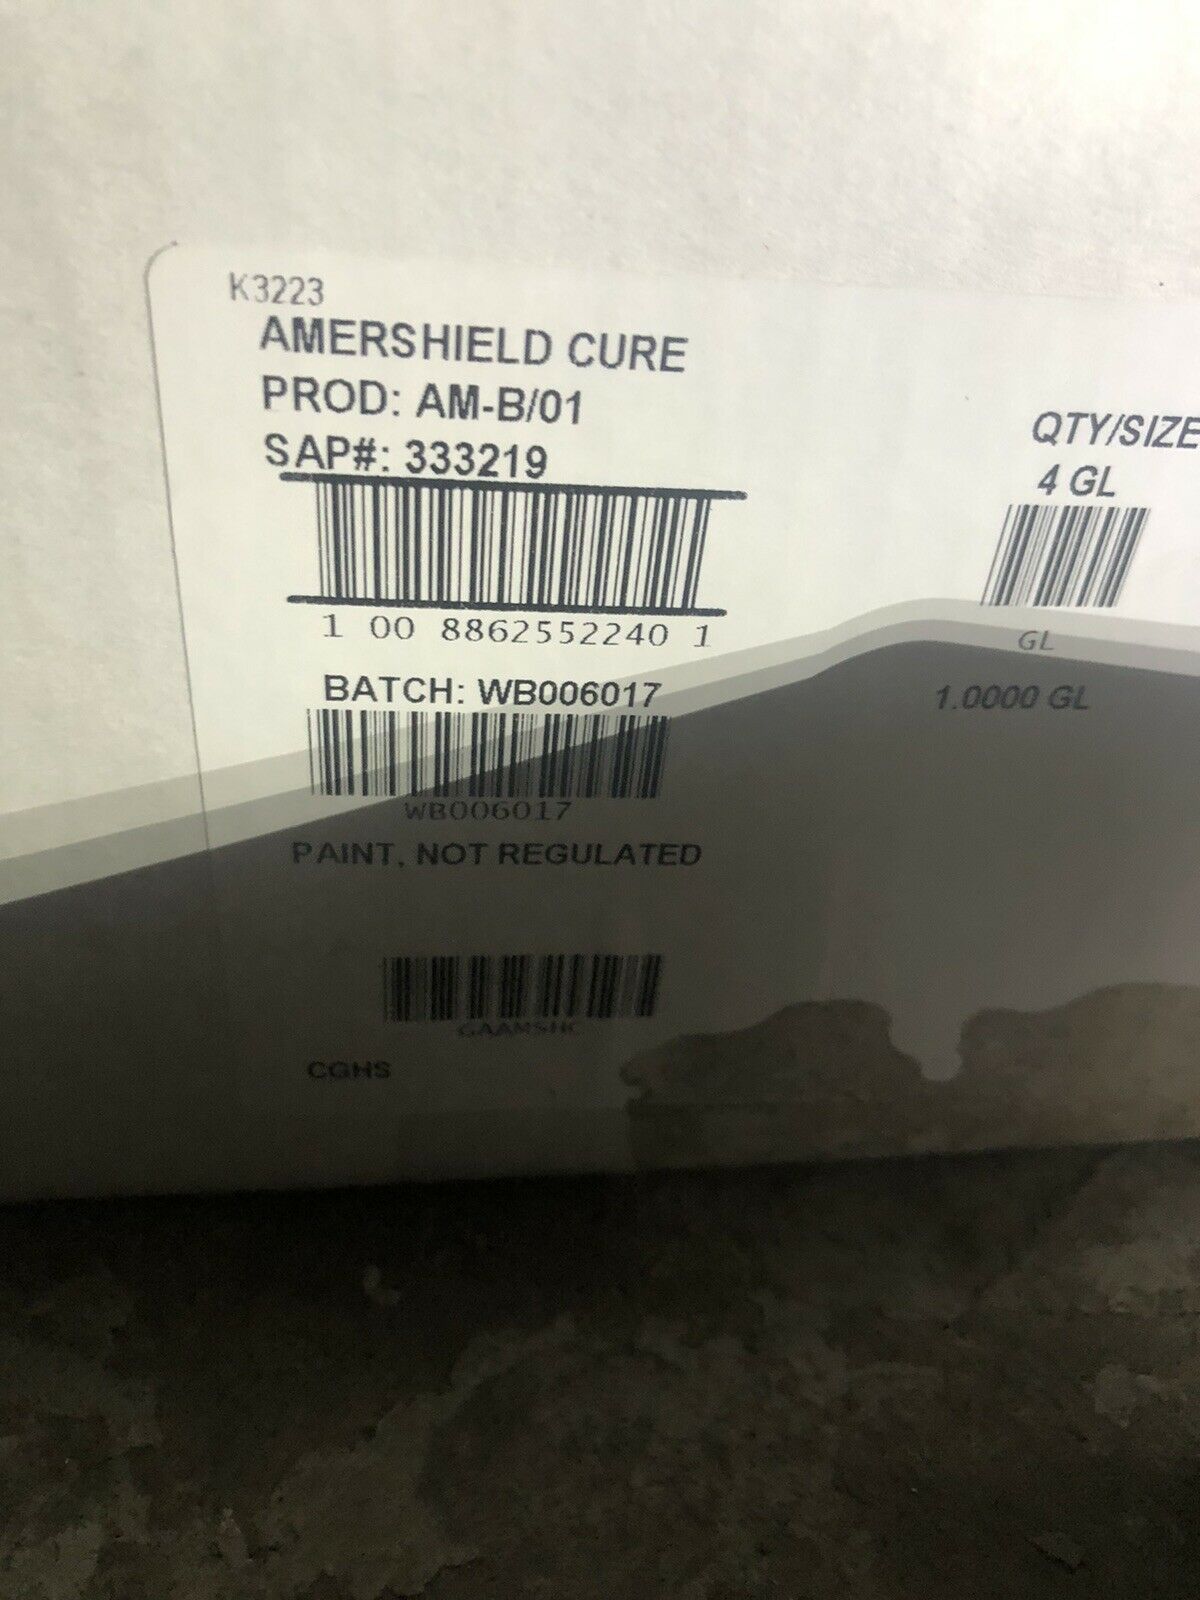 K3223
AMERSHIELD CURE
PROD: AM-B/01
SAP#: 333219
1 00 8862552240 1
BATCH: WB006017
WB006017
PAINT, NOT REGULATED
GAAMSHC
CGHS
QTY/SIZE
4 GL
GL
1.0000 GL